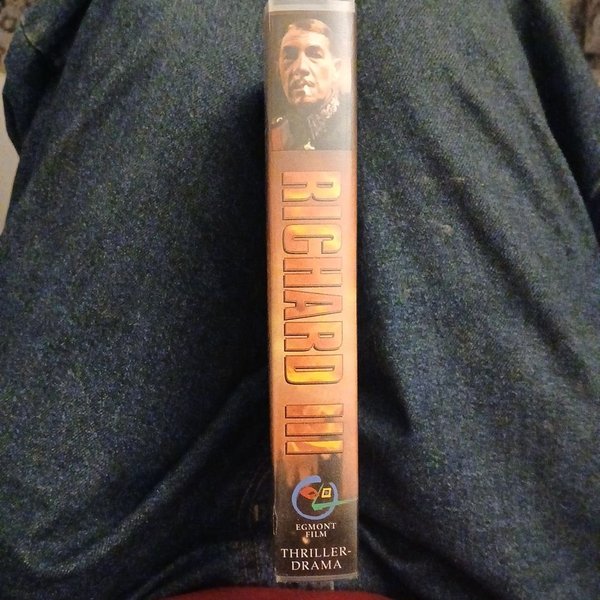 RICHARD III
EGMONT
FILM
THRILLER-
DRAMA